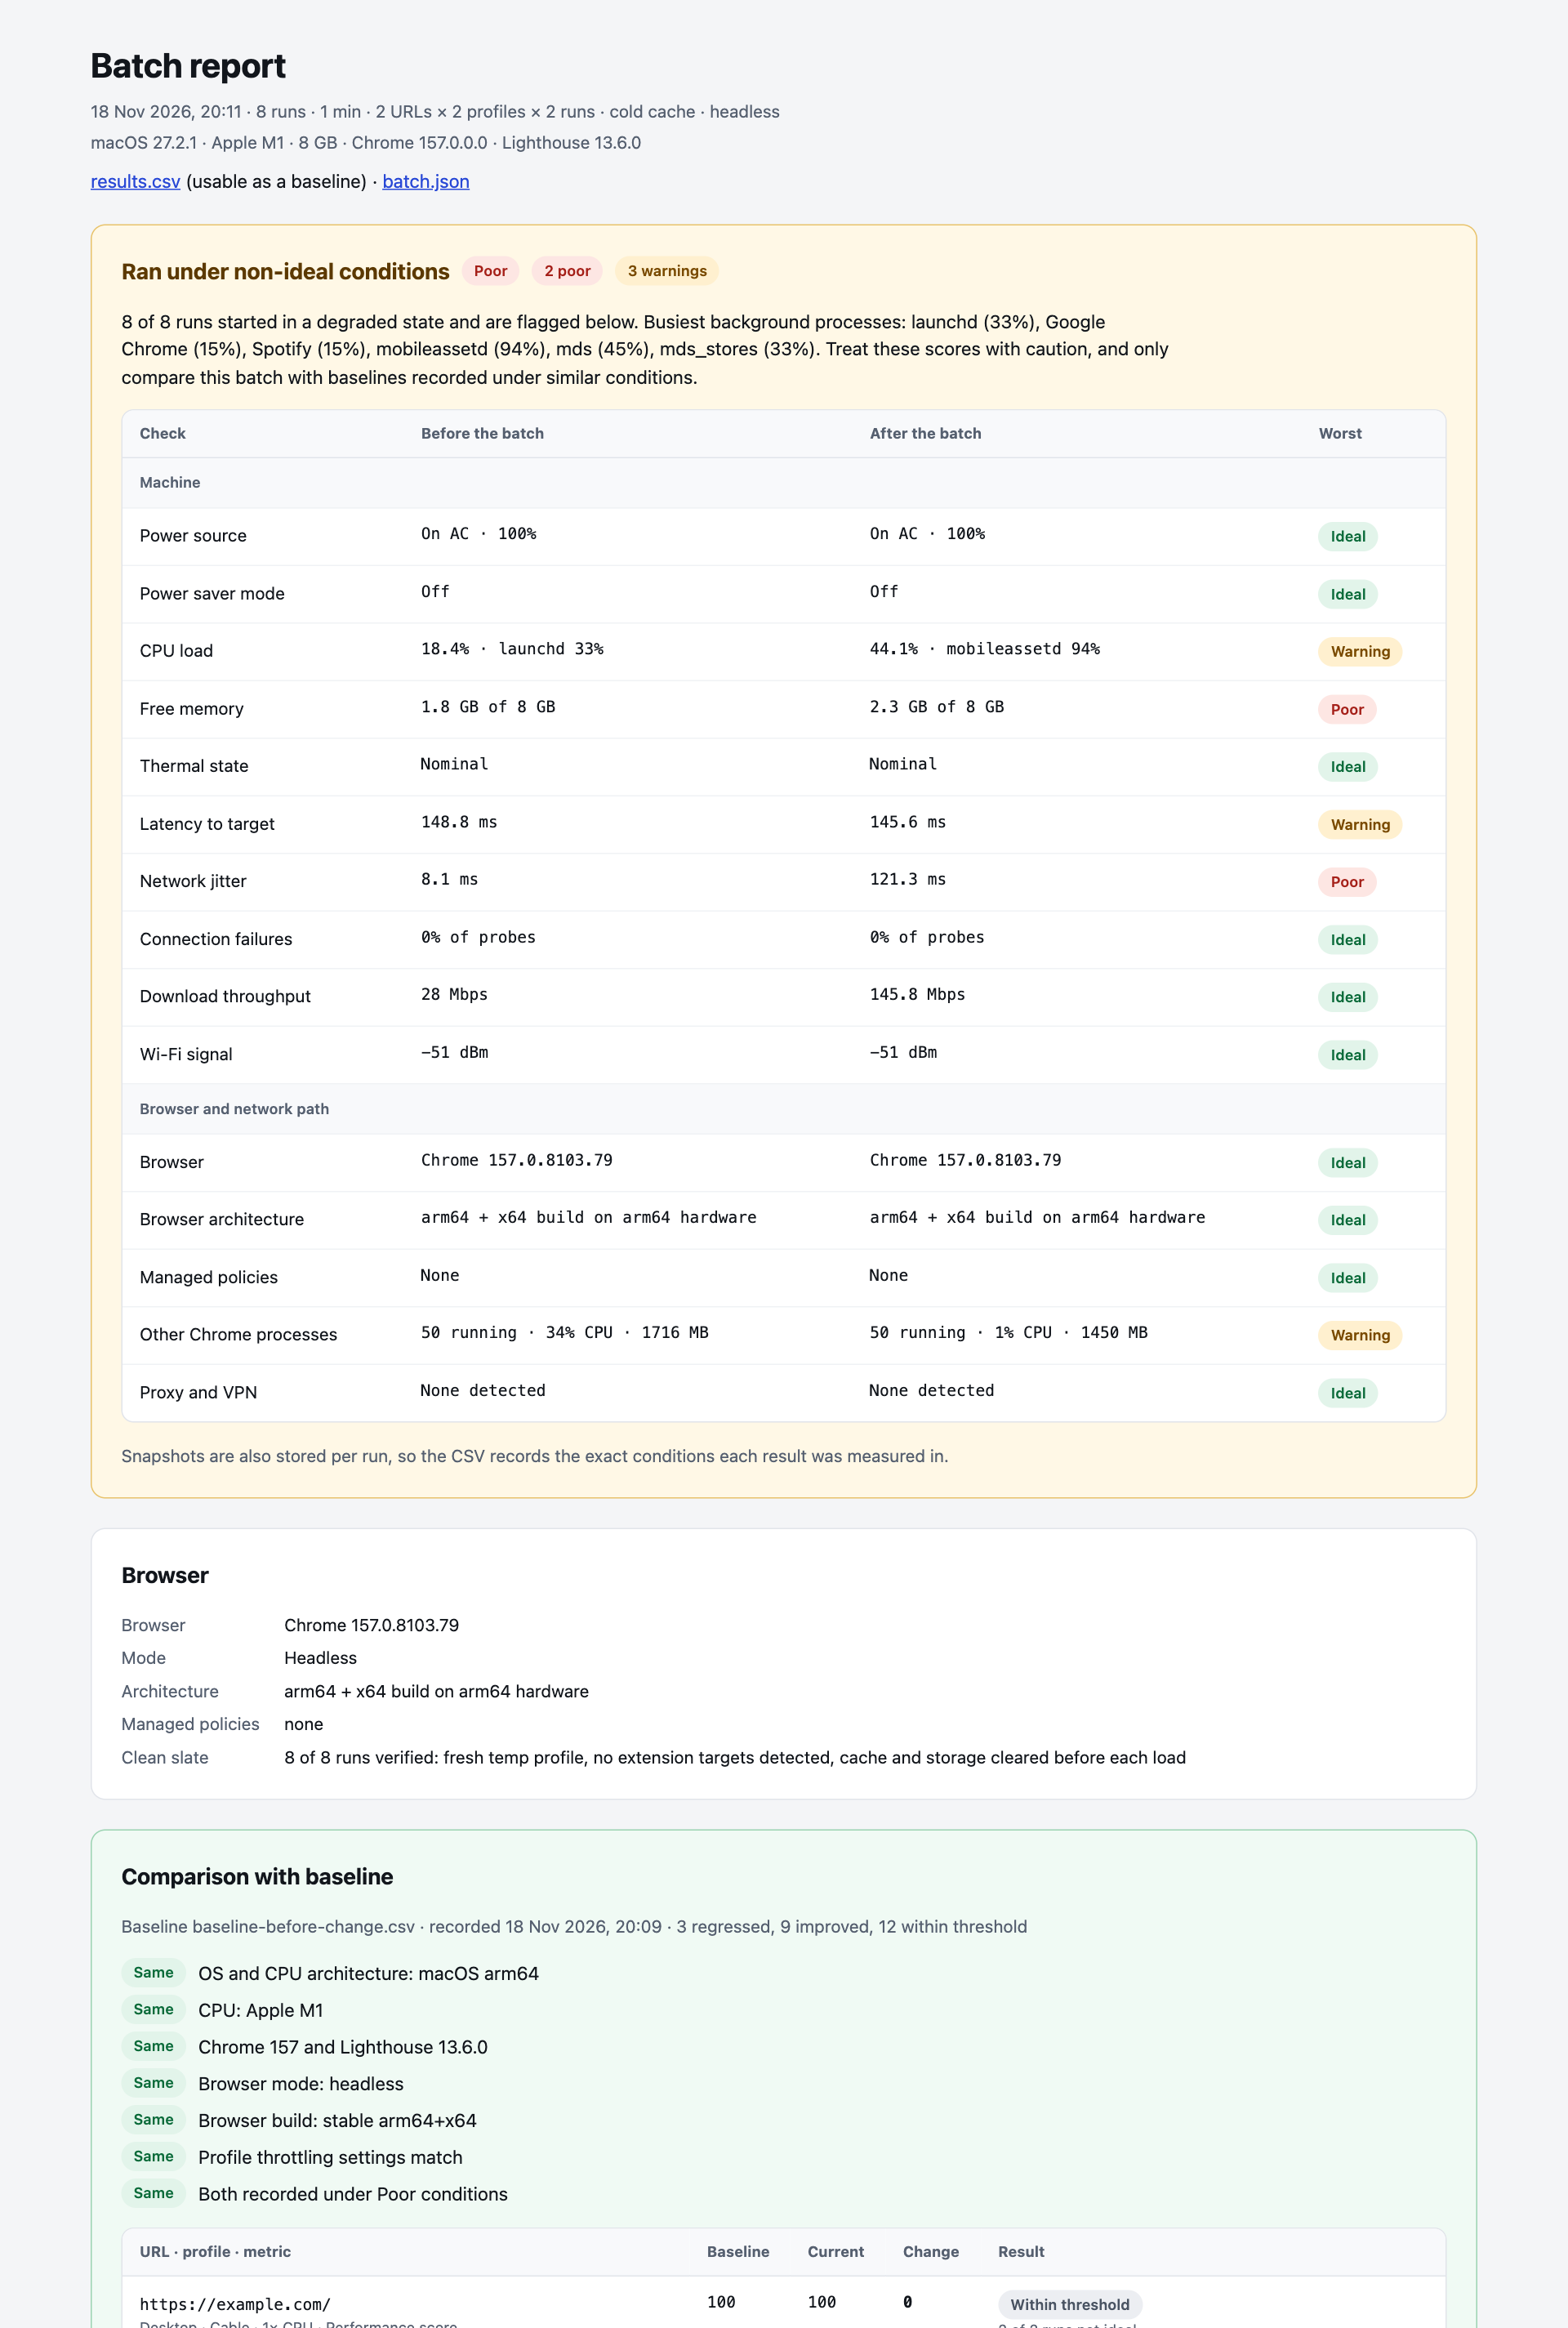 Batch report
18 Nov 2026, 20:11 · 8 runs · 1 min · 2 URLs × 2 profiles × 2 runs · cold cache · headless
macOS 27.2.1 · Apple M1 · 8 GB · Chrome 157.0.0.0 · Lighthouse 13.6.0
results.csv (usable as a baseline) · batch.json
Ran under non-ideal conditions Poor 2 poor 3 warnings
8 of 8 runs started in a degraded state and are flagged below. Busiest background processes: launchd (33%), Google
Chrome (15%), Spotify (15%), mobileassetd (94%), mds (45%), mds_stores (33%). Treat these scores with caution, and only
compare this batch with baselines recorded under similar conditions.
Check Before the batch After the batch Worst
Machine
Power source On AC · 100% On AC · 100% Ideal
Power saver mode Off Off Ideal
CPU load 18.4% · launchd 33% 44.1% · mobileassetd 94% Warning
Free memory 1.8 GB of 8 GB 2.3 GB of 8 GB Poor
Thermal state Nominal Nominal Ideal
Latency to target 148.8 ms 145.6 ms Warning
Network jitter 8.1 ms 121.3 ms Poor
Connection failures 0% of probes 0% of probes Ideal
Download throughput 28 Mbps 145.8 Mbps Ideal
Wi-Fi signal −51 dBm −51 dBm Ideal
Browser and network path
Browser Chrome 157.0.8103.79 Chrome 157.0.8103.79 Ideal
Browser architecture arm64 + x64 build on arm64 hardware arm64 + x64 build on arm64 hardware Ideal
Managed policies None None Ideal
Other Chrome processes 50 running · 34% CPU · 1716 MB 50 running · 1% CPU · 1450 MB Warning
Proxy and VPN None detected None detected Ideal
Snapshots are also stored per run, so the CSV records the exact conditions each result was measured in.
Browser
Browser Chrome 157.0.8103.79
Mode Headless
Architecture arm64 + x64 build on arm64 hardware
Managed policies none
Clean slate 8 of 8 runs verified: fresh temp profile, no extension targets detected, cache and storage cleared before each load
Comparison with baseline
Baseline baseline-before-change.csv · recorded 18 Nov 2026, 20:09 · 3 regressed, 9 improved, 12 within threshold
Same OS and CPU architecture: macOS arm64
Same CPU: Apple M1
Same Chrome 157 and Lighthouse 13.6.0
Same Browser mode: headless
Same Browser build: stable arm64+x64
Same Profile throttling settings match
Same Both recorded under Poor conditions
URL · profile · metric Baseline Current Change Result
https://example.com/ 100 100 0 Within threshold
Desktop · Cable · 1x CPU · Performance score